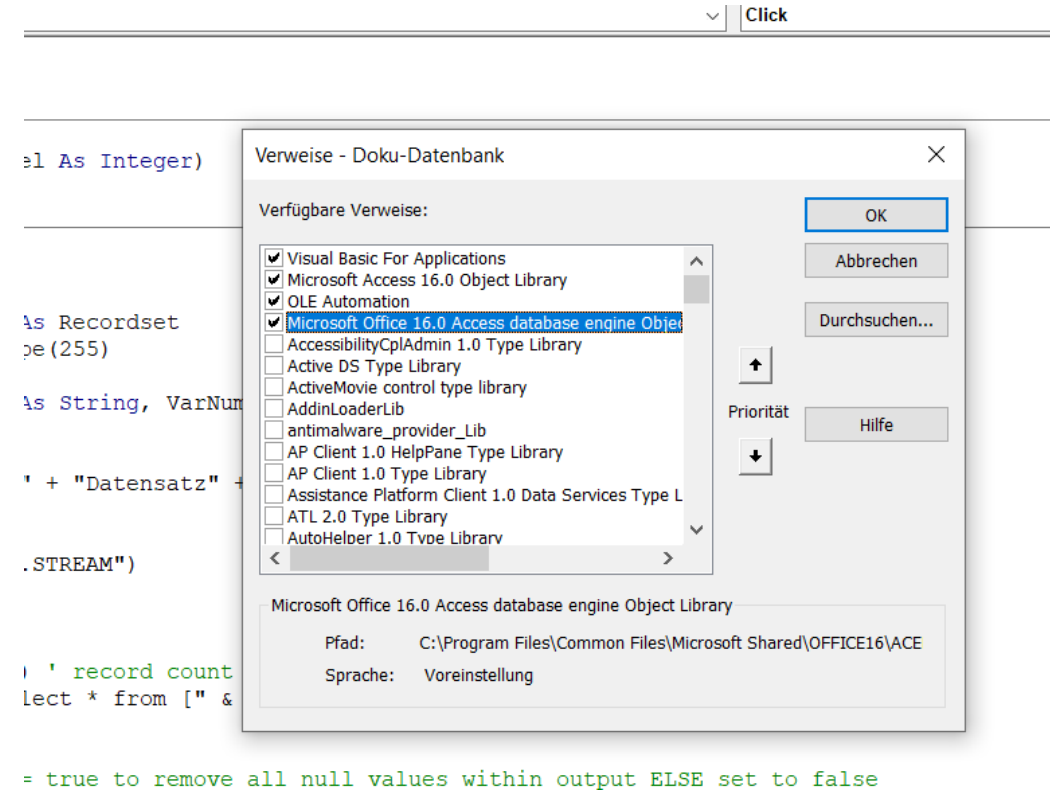 Click
el As Integer)
Verweise - Doku-Datenbank
Verfügbare Verweise:
OK
Visual Basic For Applications
Abbrechen
Microsoft Access 16.0 Object Library
OLE Automation
As Recordset
Microsoft Office 16.0 Access database engine Objec
Durchsuchen...
pe(255)
AccessibilityCplAdmin 1.0 Type Library
Active DS Type Library
ActiveMovie control type library
As String, VarNum
AddinLoaderLib
Priorität
antimalware_provider_Lib
Hilfe
AP Client 1.0 HelpPane Type Library
AP Client 1.0 Type Library
" + "Datensatz" +
Assistance Platform Client 1.0 Data Services Type L
ATL 2.0 Type Library
AutoHelper 1.0 Type Library
.STREAM")
Microsoft Office 16.0 Access database engine Object Library
Pfad: C:\Program Files\Common Files\Microsoft Shared\OFFICE16\ACE
) ' record count
Sprache: Voreinstellung
lect * from [" &
= true to remove all null values within output ELSE set to false